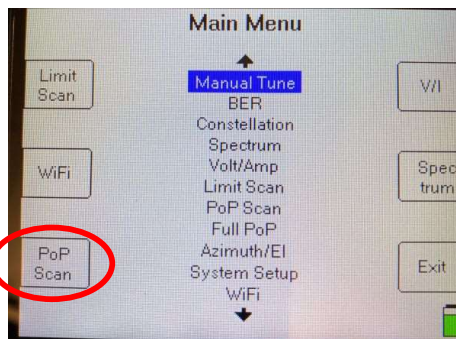 Main Menu
Limit
Scan
WiFi
PoP
Scan
Manual Tune
BER
Constellation
Spectrum
Volt/Amp
Limit Scan
PoP Scan
Full PoP
Azimuth/El
System Setup
WiFi
V/I
Spec
trum
Exit